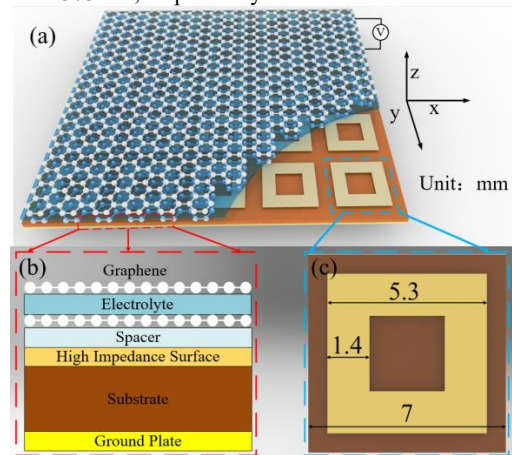 (a)
V
z
y
x
Unit: mm
(b)
Graphene
Electrolyte
Spacer
High Impedance Surface
Substrate
Ground Plate
(c)
5.3
1.4
7